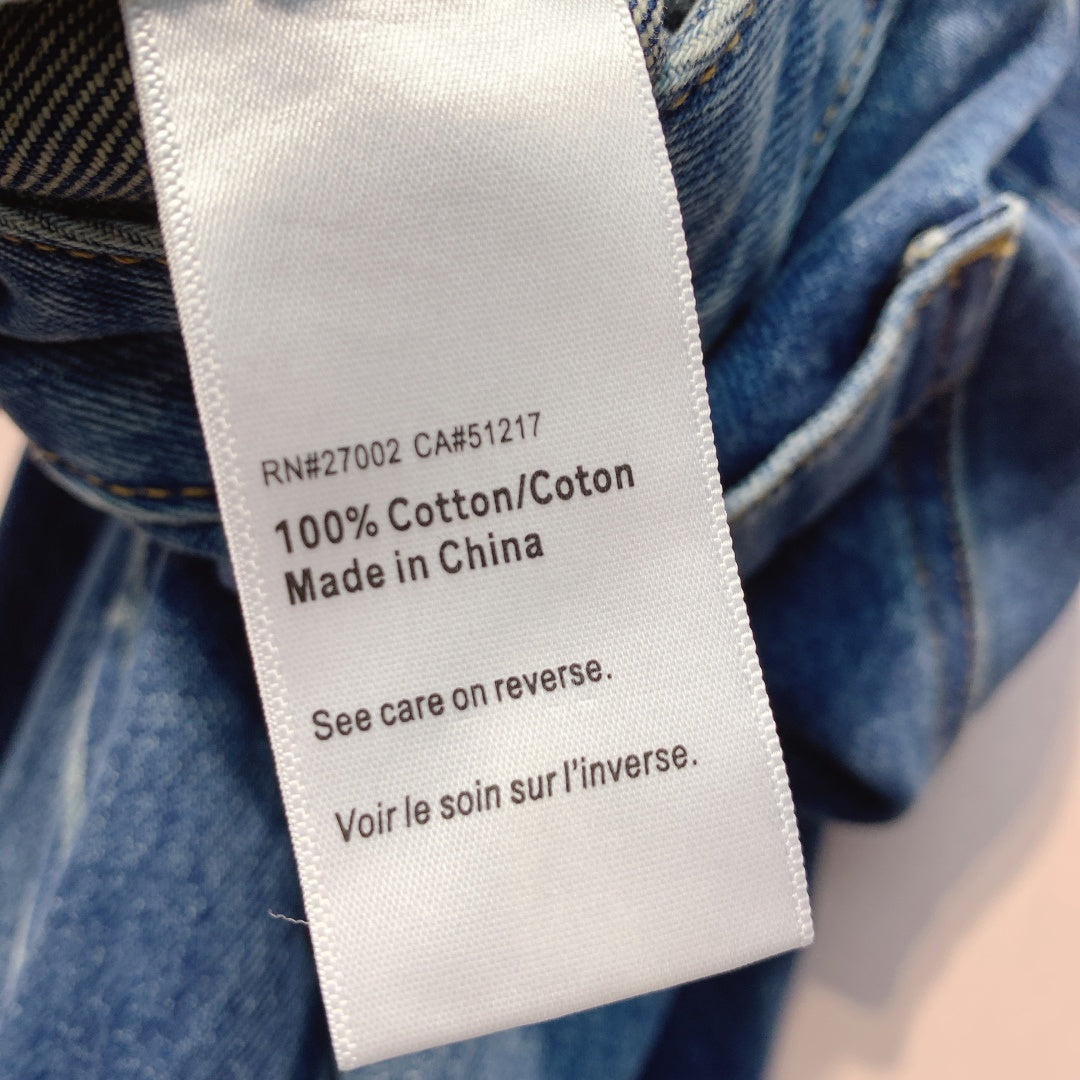 RN#27002 CA#51217
100% Cotton/Coton
Made in China
See care on reverse.
Voir le soin sur l'inverse.